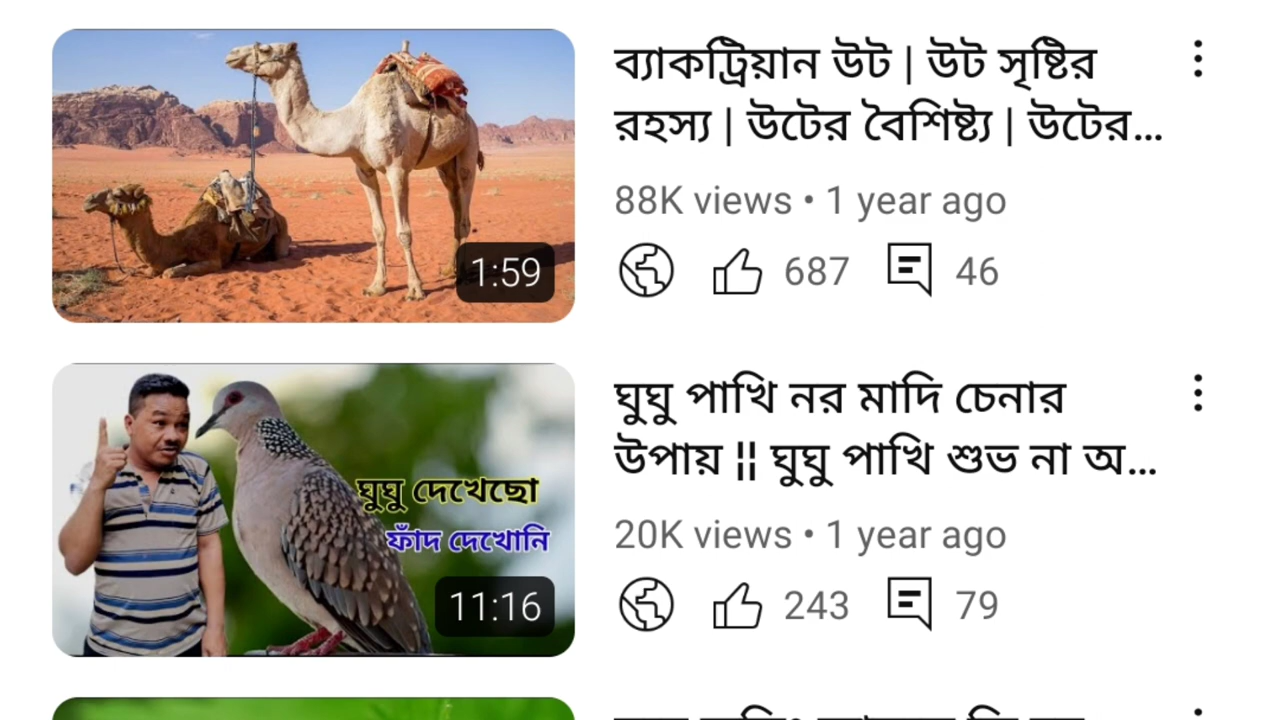 ব্যাকট্রিয়ান উট | উট সৃষ্টির
রহস্য | উটের বৈশিষ্ট্য | উটের...
88K views • 1 year ago
687 46
1:59
ঘুঘু পাখি নর মাদি চেনার
উপায় ¦¦ ঘুঘু পাখি শুভ না অ...
20K views • 1 year ago
243 79
ঘুঘু দেখেছো
ফাঁদ দেখোনি
11:16